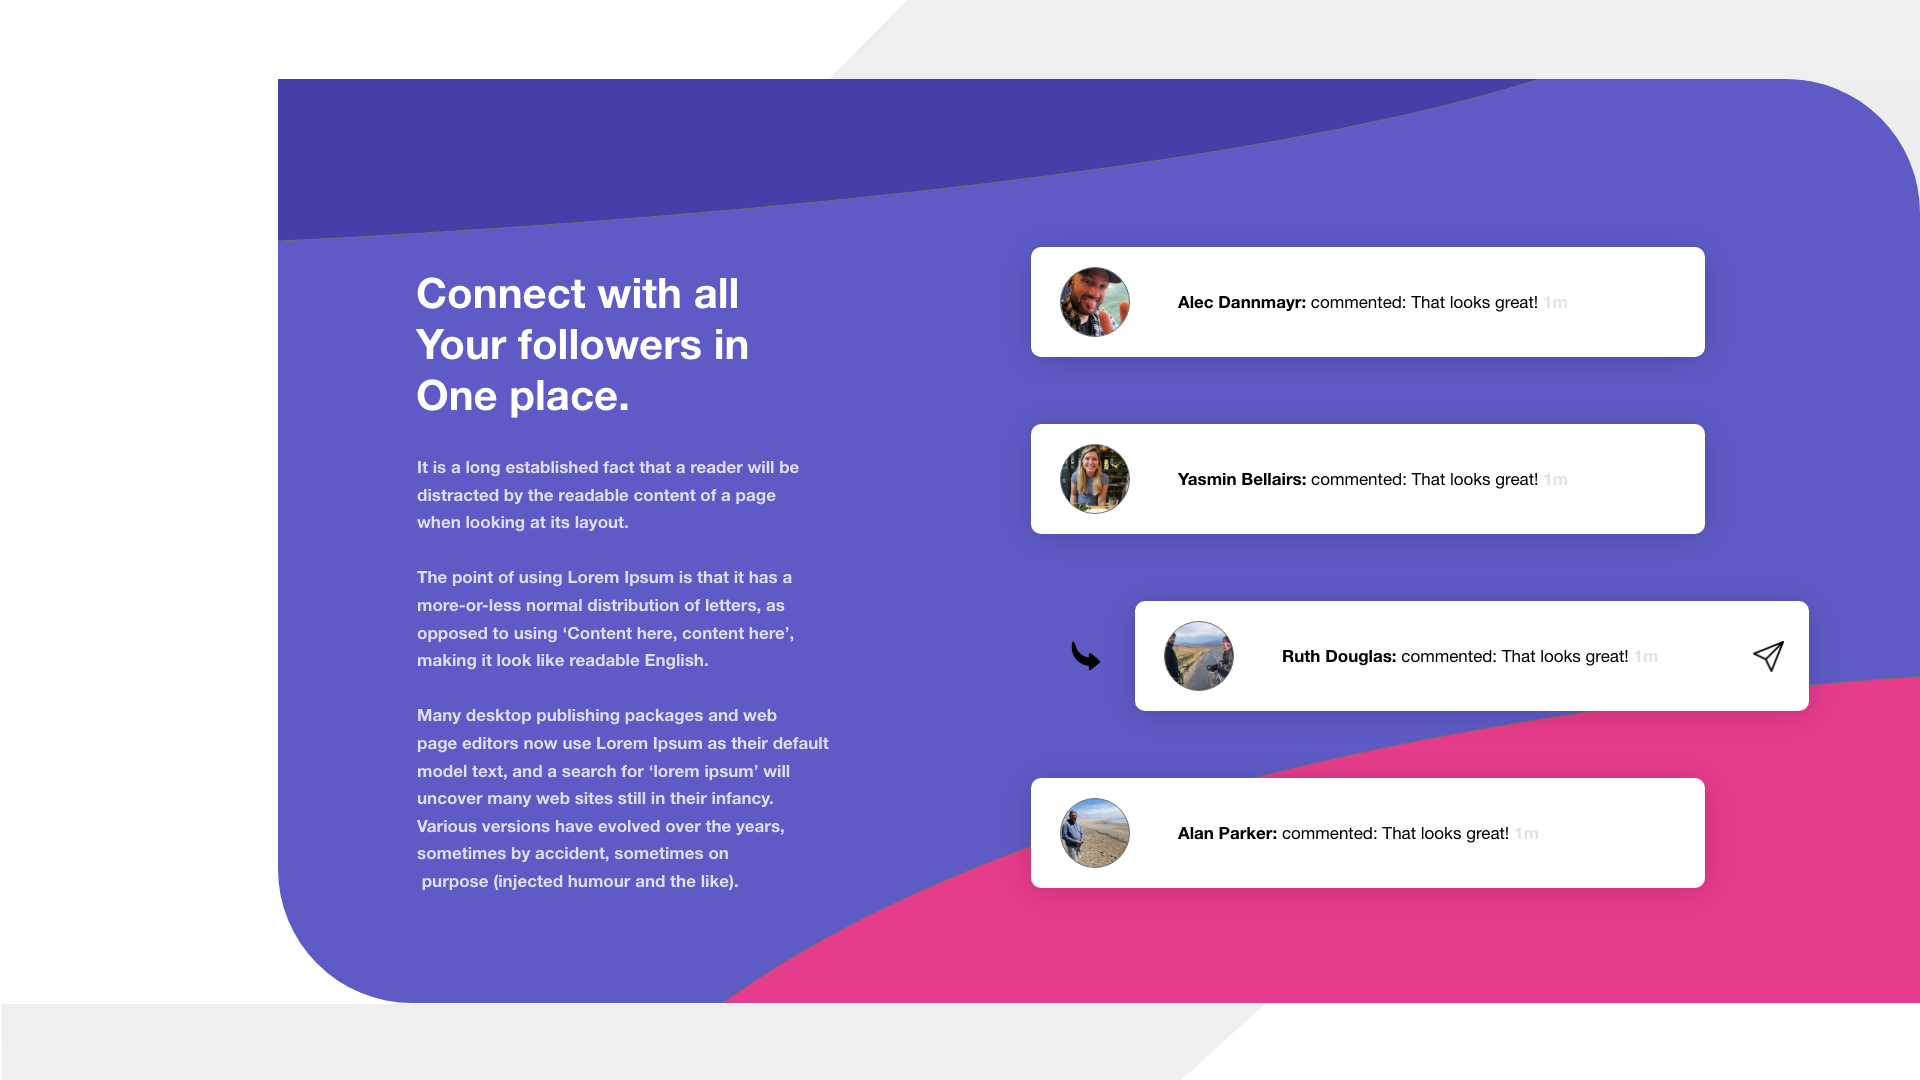 Connect with all
Your followers in
One place.
It is a long established fact that a reader will be
distracted by the readable content of a page
when looking at its layout.
The point of using Lorem Ipsum is that it has a
more-or-less normal distribution of letters, as
opposed to using ‘Content here, content here’,
making it look like readable English.
Many desktop publishing packages and web
page editors now use Lorem Ipsum as their default
model text, and a search for ‘lorem ipsum’ will
uncover many web sites still in their infancy.
Various versions have evolved over the years,
sometimes by accident, sometimes on
purpose (injected humour and the like).
Alec Dannmayr: commented: That looks great! 1m
Yasmin Bellairs: commented: That looks great! 1m
Ruth Douglas: commented: That looks great! 1m
Alan Parker: commented: That looks great! 1m